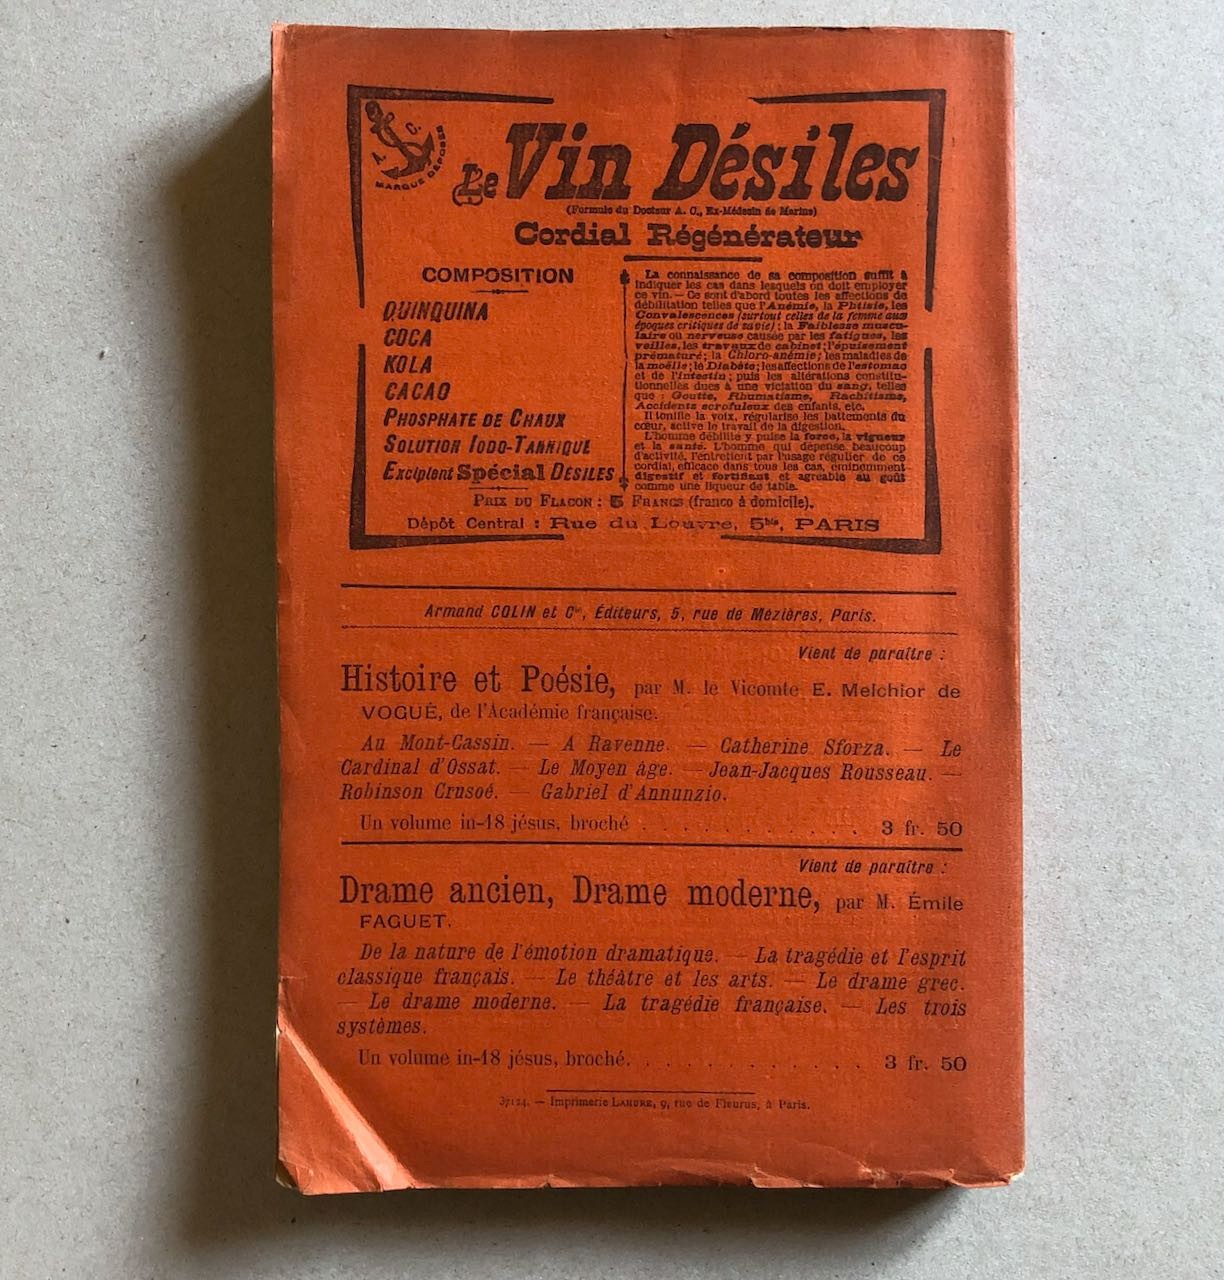 A. C.
MARQUE DÉPOSÉE
Le Vin Désiles
(Formule du Docteur A. C., Ex-Médecin de Marine)
Cordial Régénérateur
COMPOSITION
QUINQUINA
COCA
KOLA
CACAO
PHOSPHATE DE CHAUX
SOLUTION IODO-TANNIQUE
Excipient Spécial DÉSILES
La connaissance de sa composition suffit à
indiquer les cas dans lesquels on doit employer
ce vin. — Ce sont d'abord toutes les affections de
débilitation telles que l'Anémie, la Phtisie, les
Convalescences (surtout celles de la femme aux
époques critiques de sa vie); la Faiblesse muscu-
laire ou nerveuse causée par les fatigues, les
veilles, les travaux de cabinet; l'épuisement
prématuré; la Chloro-anémie; les maladies de
la moëlle; le Diabète; les affections de l'estomac
et de l'intestin; puis les altérations constitu-
tionnelles dues à une viciation du sang, telles
que : Goutte, Rhumatisme, Rachitisme,
Accidents scrofuleux des enfants, etc.
Il tonifie la voix, régularise les battements du
cœur, active le travail de la digestion.
L'homme débilité y puise la force, la vigueur
et la santé. L'homme qui dépense beaucoup
d'activité, l'entretient par l'usage régulier de ce
cordial, efficace dans tous les cas, éminemment
digestif et fortifiant et agréable au goût
comme une liqueur de table.
PRIX DU FLACON : 5 FRANCS (franco à domicile).
Dépôt Central : Rue du Louvre, 5bis, PARIS
Armand COLIN et Cie, Éditeurs, 5, rue de Mézières, Paris.
Vient de paraître :
Histoire et Poésie, par M. le Vicomte E. Melchior de
VOGUÉ, de l'Académie française.
Au Mont-Cassin. — A Ravenne. — Catherine Sforza. — Le
Cardinal d'Ossat. — Le Moyen âge. — Jean-Jacques Rousseau. —
Robinson Crusoé. — Gabriel d'Annunzio.
Un volume in-18 jésus, broché . . . . . . . . . . . 3 fr. 50
Vient de paraître :
Drame ancien, Drame moderne, par M. Émile
FAGUET.
De la nature de l'émotion dramatique. — La tragédie et l'esprit
classique français. — Le théâtre et les arts. — Le drame grec.
— Le drame moderne. — La tragédie française. — Les trois
systèmes.
Un volume in-18 jésus, broché. . . . . . . . . . . . 3 fr. 50
37124. — Imprimerie LAHURE, 9, rue de Fleurus, à Paris.